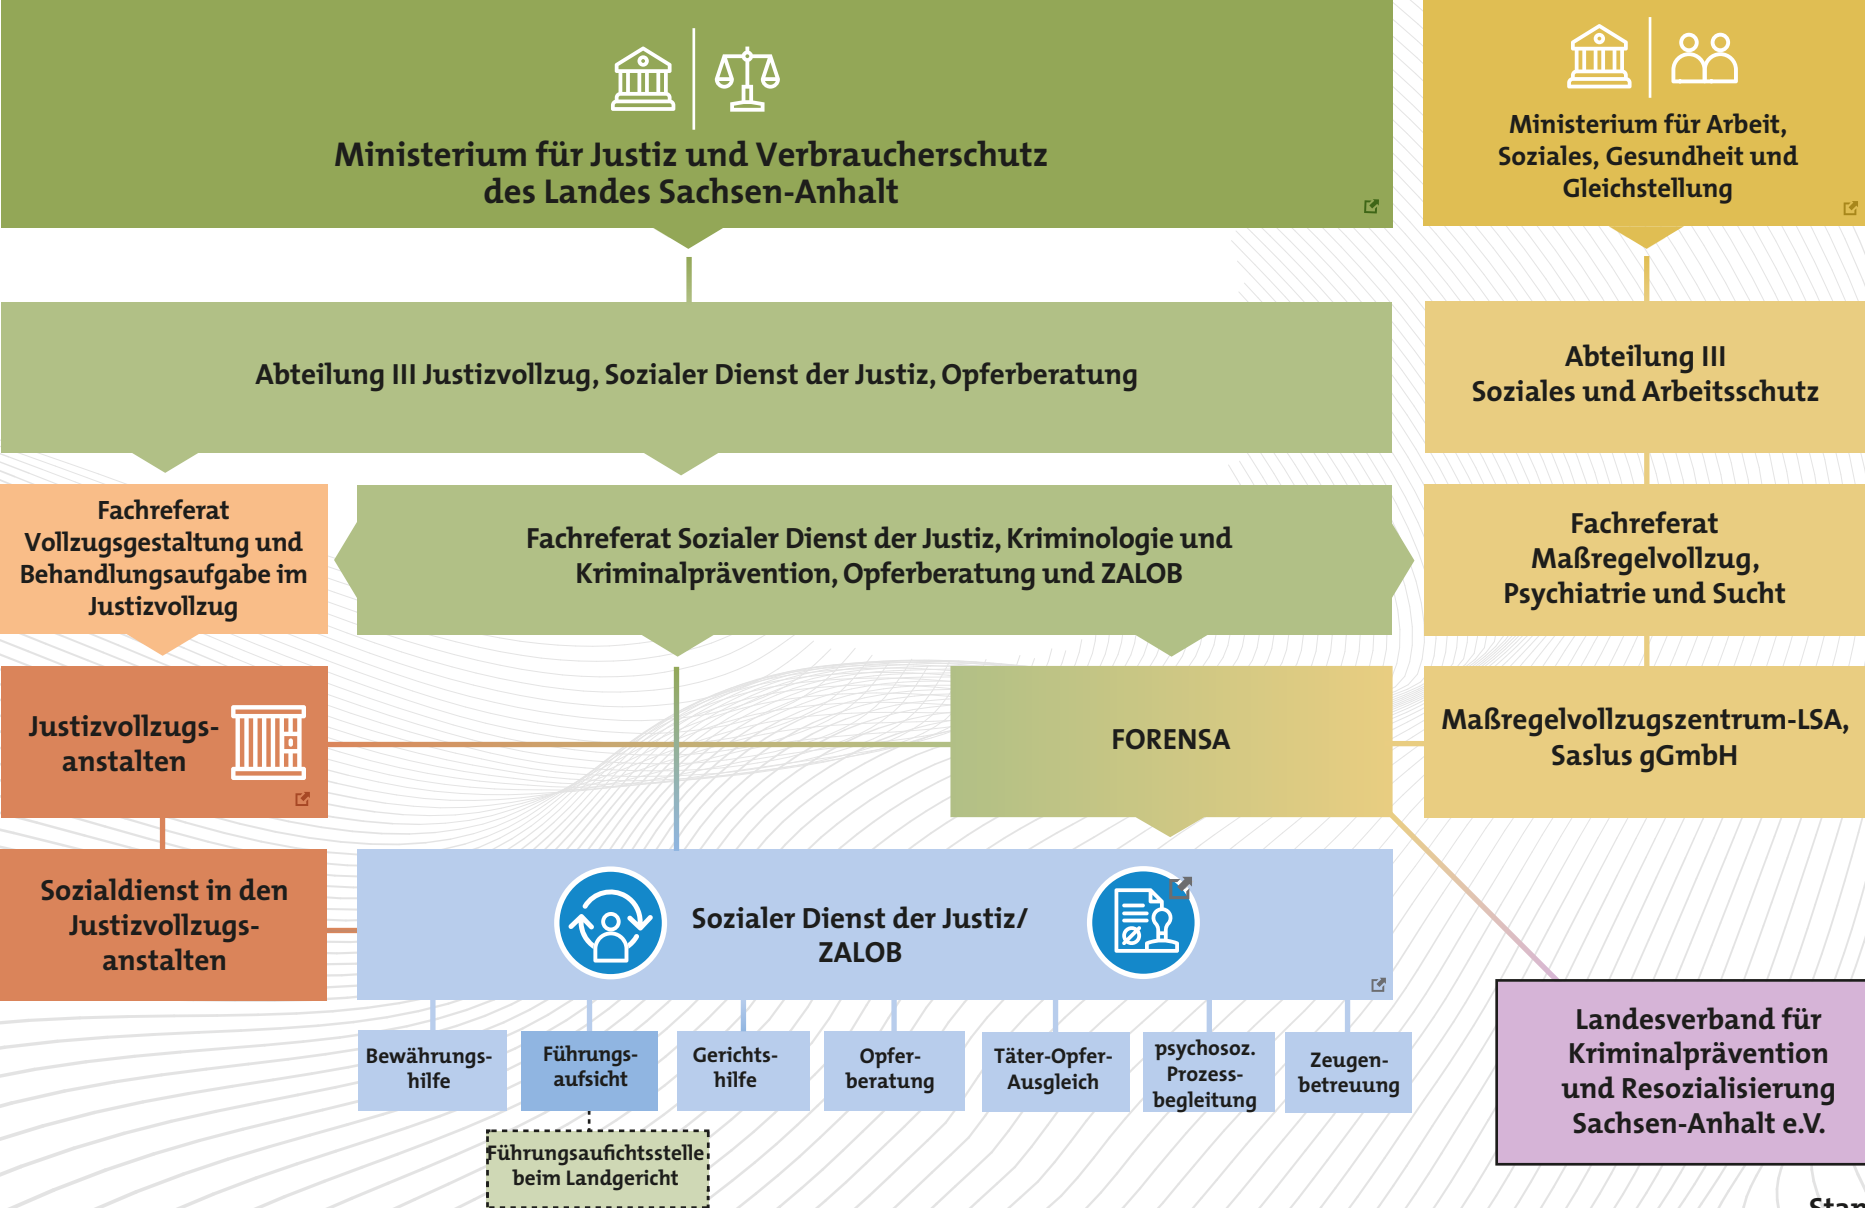 Ministerium für Justiz und Verbraucherschutz
des Landes Sachsen-Anhalt
Ministerium für Arbeit,
Soziales, Gesundheit und
Gleichstellung
Abteilung III Justizvollzug, Sozialer Dienst der Justiz, Opferberatung
Abteilung III
Soziales und Arbeitsschutz
Fachreferat
Vollzugsgestaltung und
Behandlungsaufgabe im
Justizvollzug
Fachreferat Sozialer Dienst der Justiz, Kriminologie und
Kriminalprävention, Opferberatung und ZALOB
Fachreferat
Maßregelvollzug,
Psychiatrie und Sucht
Justizvollzugs-
anstalten
FORENSA
Maßregelvollzugszentrum-LSA,
Saslus gGmbH
Sozialdienst in den
Justizvollzugs-
anstalten
Sozialer Dienst der Justiz/
ZALOB
Bewährungs-
hilfe
Führungs-
aufsicht
Gerichts-
hilfe
Opfer-
beratung
Täter-Opfer-
Ausgleich
psychosoz.
Prozess-
begleitung
Zeugen-
betreuung
Führungsaufichtsstelle
beim Landgericht
Landesverband für
Kriminalprävention
und Resozialisierung
Sachsen-Anhalt e.V.